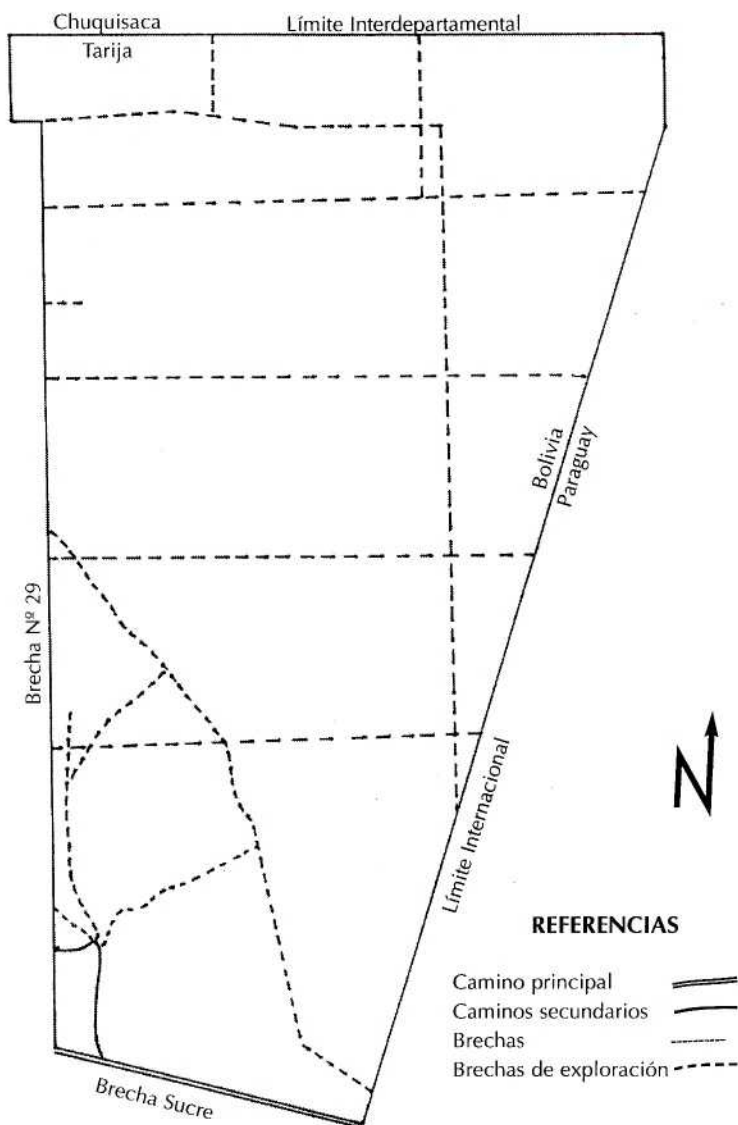 Chuquisaca
Límite Interdepartamental
Tarija
Bolivia
Paraguay
Brecha Nº 29
Límite Internacional
N
REFERENCIAS
Camino principal
Caminos secundarios
Brechas
Brechas de exploración
Brecha Sucre